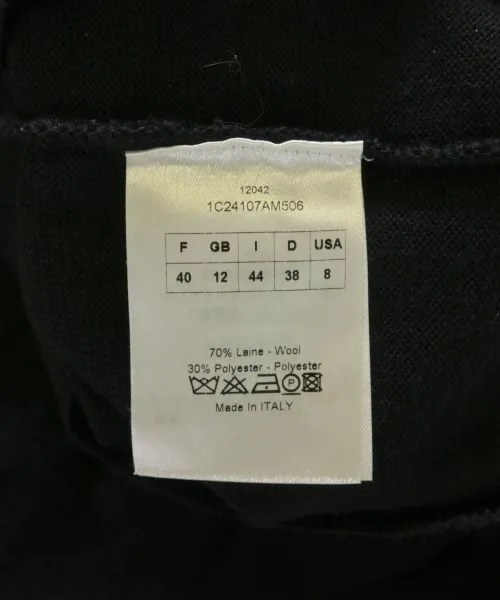 12042
1C24107AM506
F GB I D USA
40 12 44 38 8
70% Laine - Wool
30% Polyester - Polyester
P
Made in ITALY